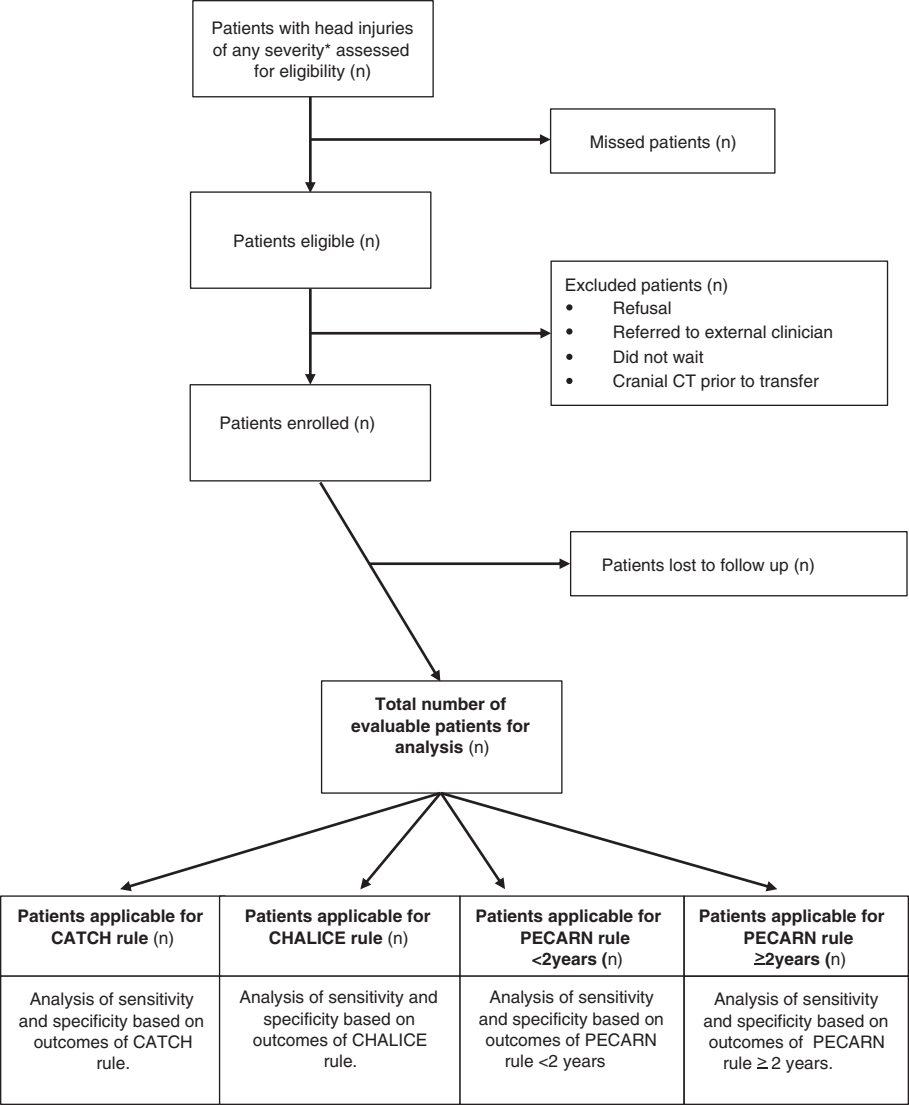 Patients with head injuries
of any severity* assessed
for eligibility (n)
Missed patients (n)
Patients eligible (n)
Excluded patients (n)
• Refusal
• Referred to external clinician
• Did not wait
• Cranial CT prior to transfer
Patients enrolled (n)
Patients lost to follow up (n)
Total number of
evaluable patients for
analysis (n)
Patients applicable for
CATCH rule (n)
Patients applicable for
CHALICE rule (n)
Patients applicable for
PECARN rule
<2years (n)
Patients applicable for
PECARN rule
≥2years (n)
Analysis of sensitivity
and specificity based on
outcomes of CATCH
rule.
Analysis of sensitivity and
specificity based on
outcomes of CHALICE
rule.
Analysis of sensitivity
and specificity based on
outcomes of PECARN
rule <2 years
Analysis of sensitivity
and specificity based on
outcomes of PECARN
rule ≥ 2 years.